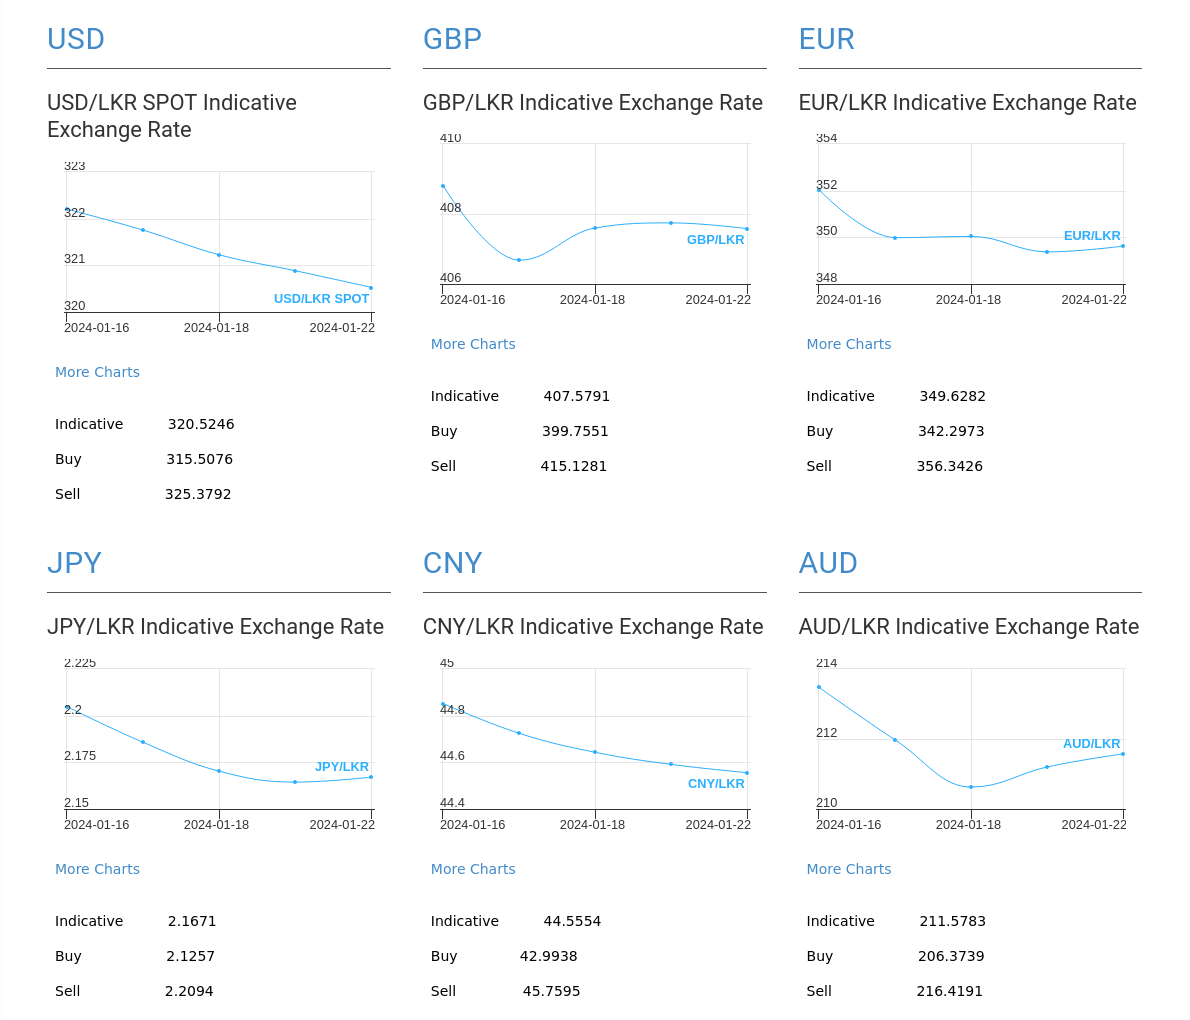 USD
USD/LKR SPOT Indicative
Exchange Rate
323
322
321
320
USD/LKR SPOT
2024-01-16 2024-01-18 2024-01-22
More Charts
Indicative 320.5246
Buy 315.5076
Sell 325.3792
GBP
GBP/LKR Indicative Exchange Rate
410
408
406
GBP/LKR
2024-01-16 2024-01-18 2024-01-22
More Charts
Indicative 407.5791
Buy 399.7551
Sell 415.1281
EUR
EUR/LKR Indicative Exchange Rate
354
352
350
348
EUR/LKR
2024-01-16 2024-01-18 2024-01-22
More Charts
Indicative 349.6282
Buy 342.2973
Sell 356.3426
JPY
JPY/LKR Indicative Exchange Rate
2.225
2.2
2.175
2.15
JPY/LKR
2024-01-16 2024-01-18 2024-01-22
More Charts
Indicative 2.1671
Buy 2.1257
Sell 2.2094
CNY
CNY/LKR Indicative Exchange Rate
45
44.8
44.6
44.4
CNY/LKR
2024-01-16 2024-01-18 2024-01-22
More Charts
Indicative 44.5554
Buy 42.9938
Sell 45.7595
AUD
AUD/LKR Indicative Exchange Rate
214
212
210
AUD/LKR
2024-01-16 2024-01-18 2024-01-22
More Charts
Indicative 211.5783
Buy 206.3739
Sell 216.4191